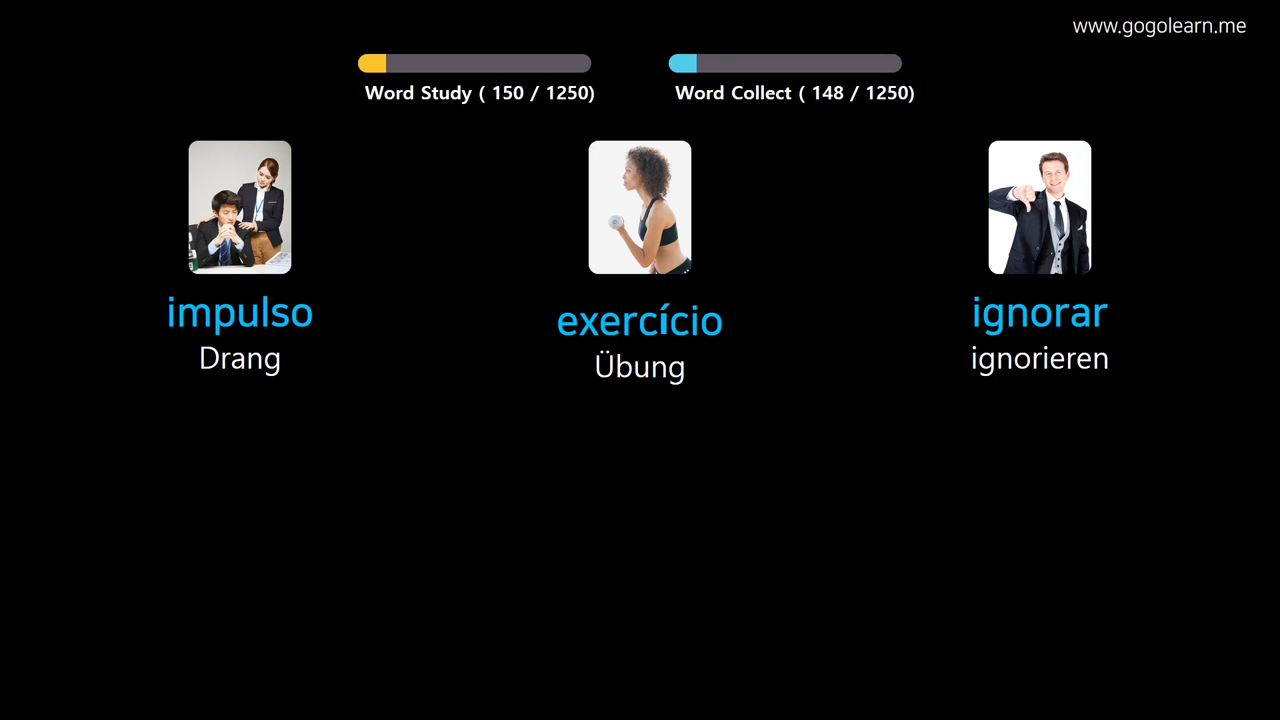 www.gogolearn.me
Word Study ( 150 / 1250)
Word Collect ( 148 / 1250)
impulso
Drang
exercício
Übung
ignorar
ignorieren